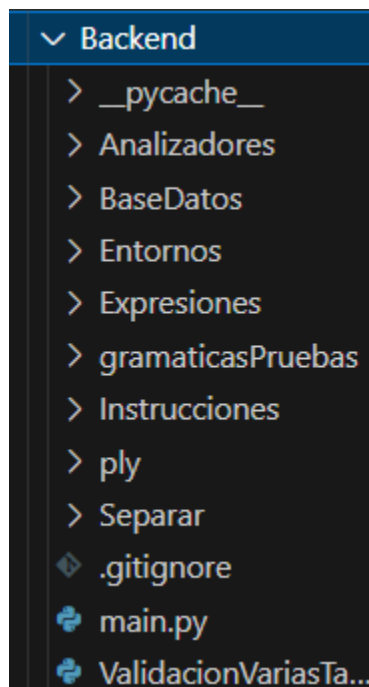 Backend
__pycache__
Analizadores
BaseDatos
Entornos
Expresiones
gramaticasPruebas
Instrucciones
ply
Separar
.gitignore
main.py
ValidacionVariasTa...